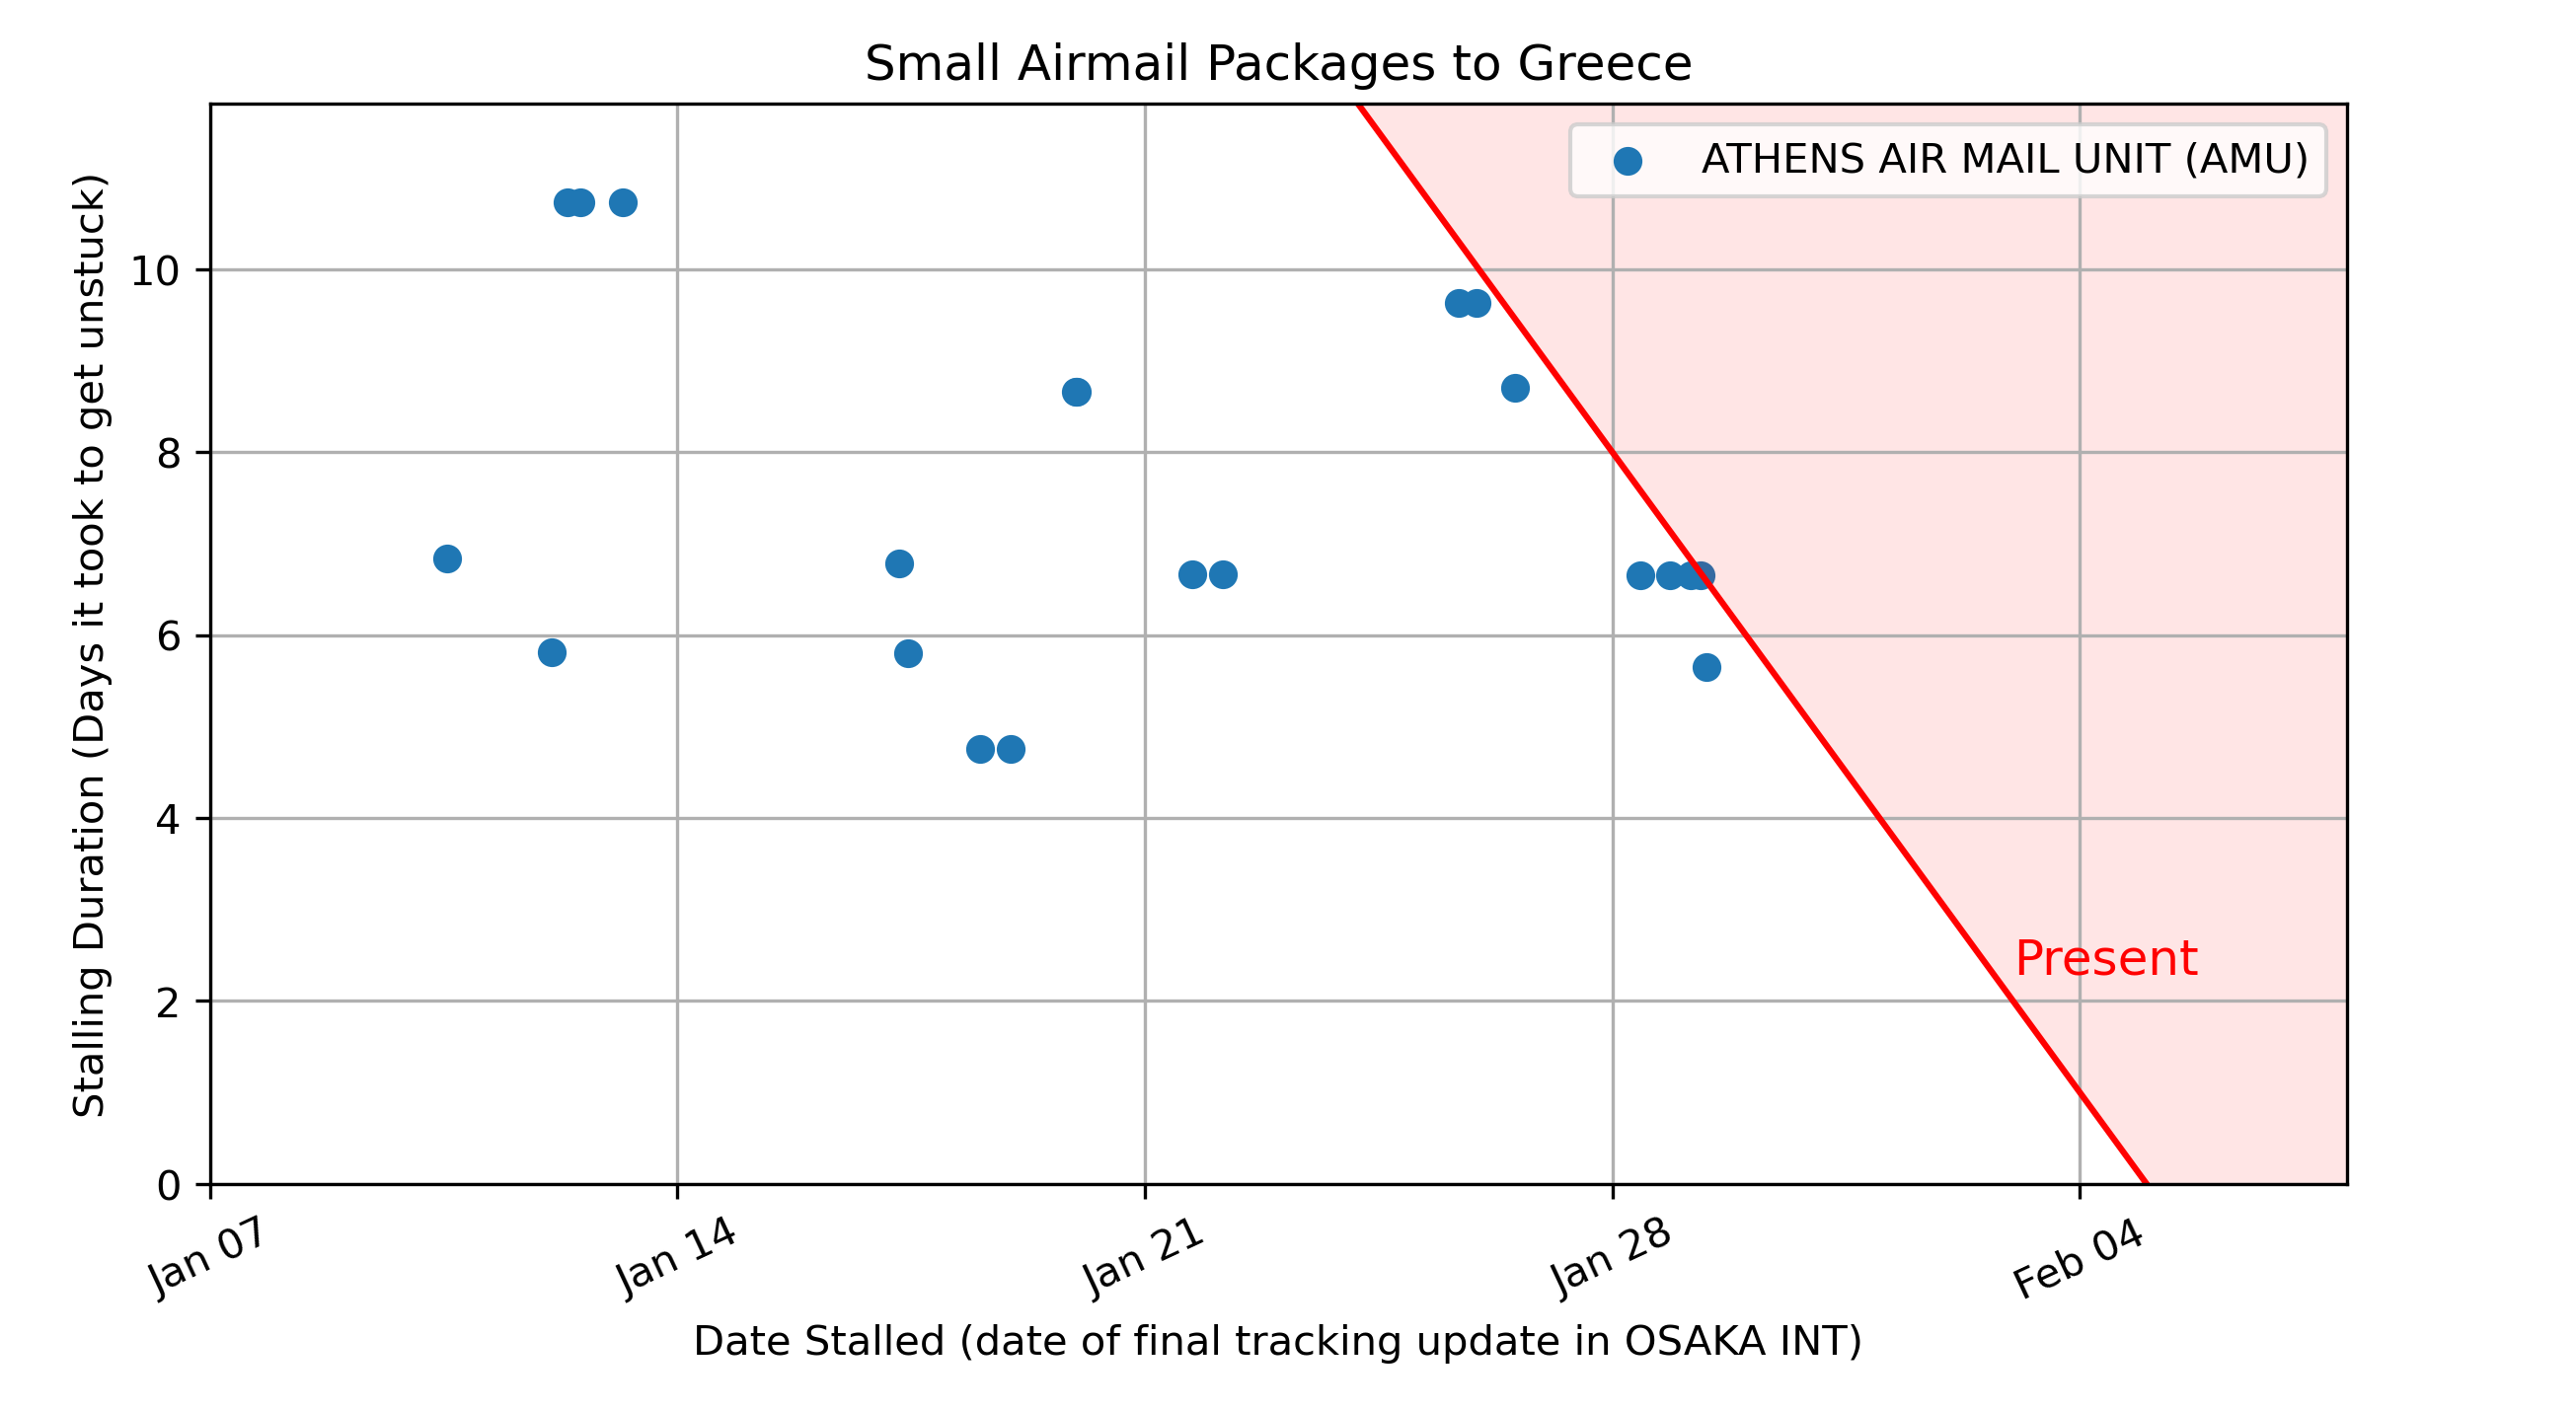 Small Airmail Packages to Greece
ATHENS AIR MAIL UNIT (AMU)
Stalling Duration (Days it took to get unstuck)
10
8
6
4
2
0
Present
Jan 07
Jan 14
Jan 21
Jan 28
Feb 04
Date Stalled (date of final tracking update in OSAKA INT)